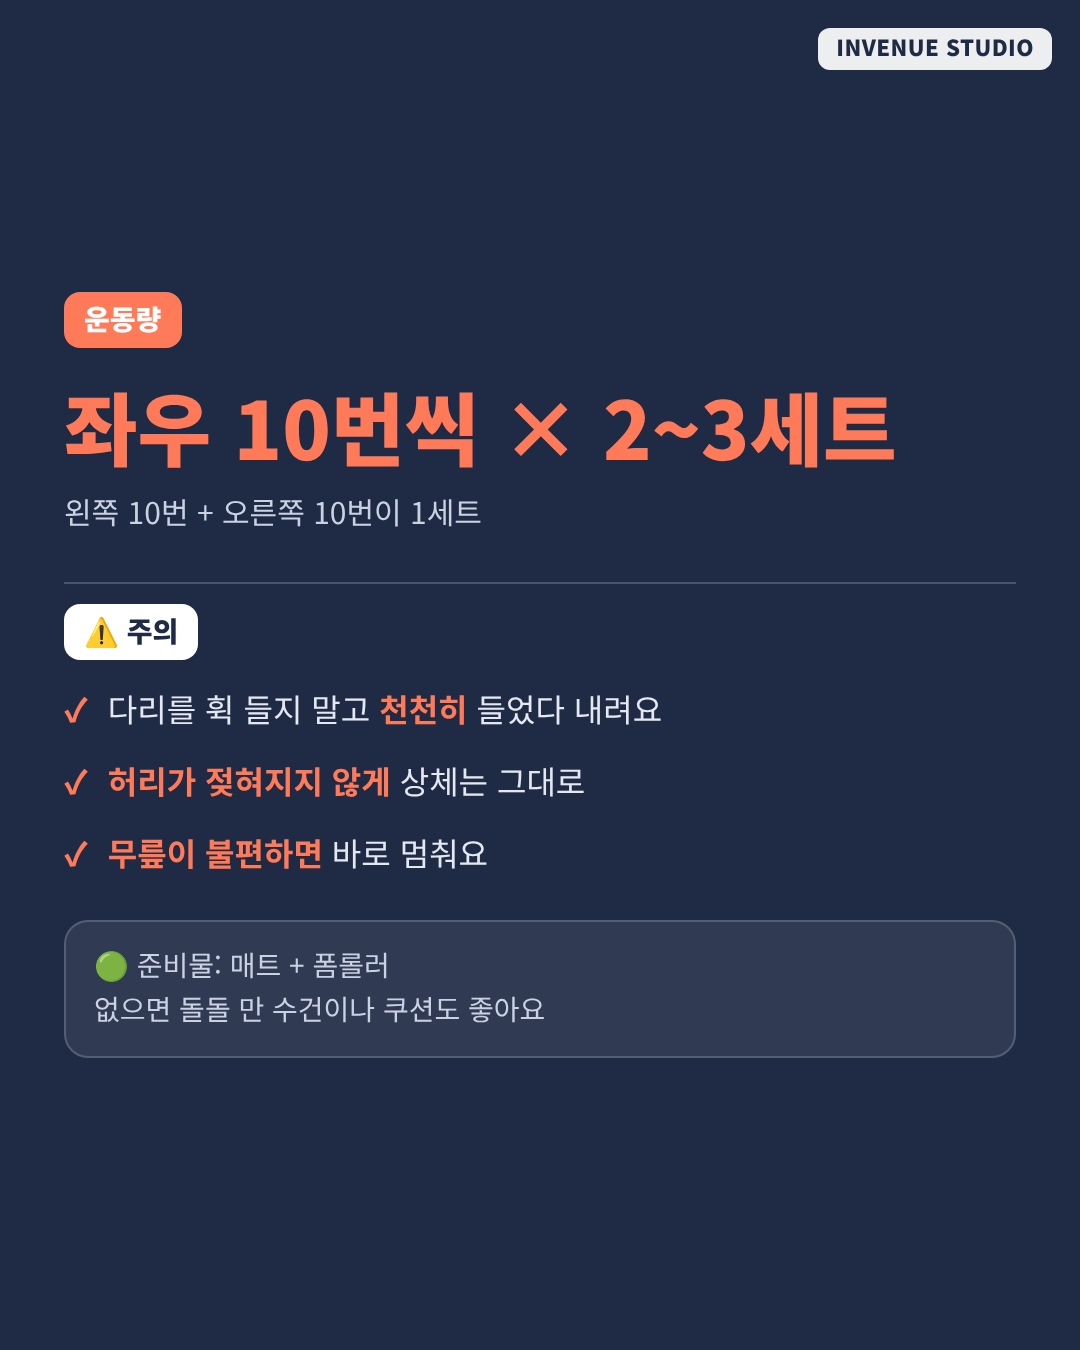 INVENUE STUDIO
운동량
좌우 10번씩 × 2~3세트
왼쪽 10번 + 오른쪽 10번이 1세트
⚠️ 주의
✓ 다리를 휙 들지 말고 천천히 들었다 내려요
✓ 허리가 젖혀지지 않게 상체는 그대로
✓ 무릎이 불편하면 바로 멈춰요
🟢 준비물: 매트 + 폼롤러
없으면 돌돌 만 수건이나 쿠션도 좋아요